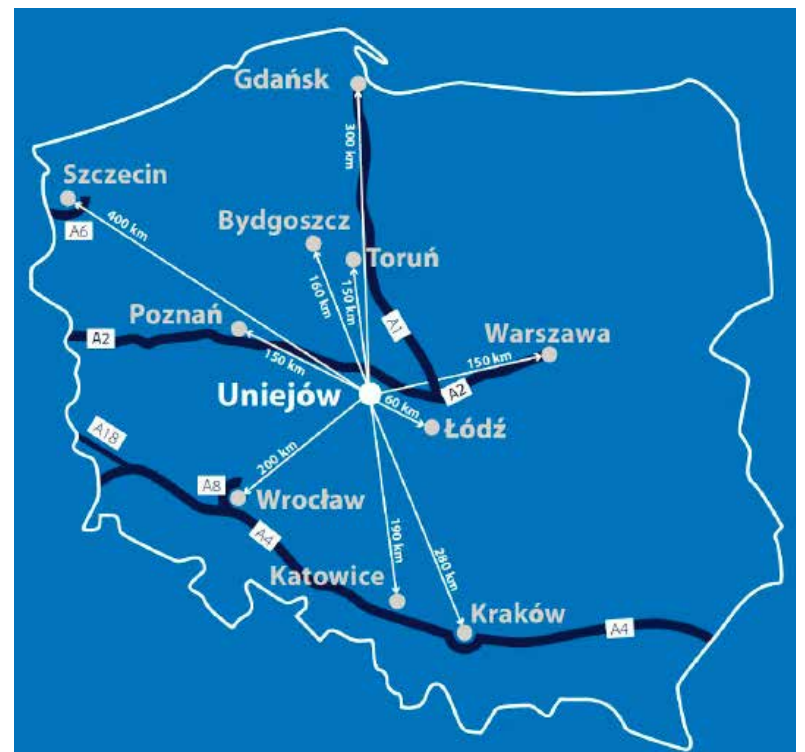 Gdańsk
300 km
Szczecin
400 km
A6
Bydgoszcz
160 km
Toruń
150 km
Poznań
150 km
A2
A1
Warszawa
150 km
A2
Uniejów
60 km
Łódź
A18
200 km
A8
Wrocław
A4
190 km
280 km
Katowice
Kraków
A4